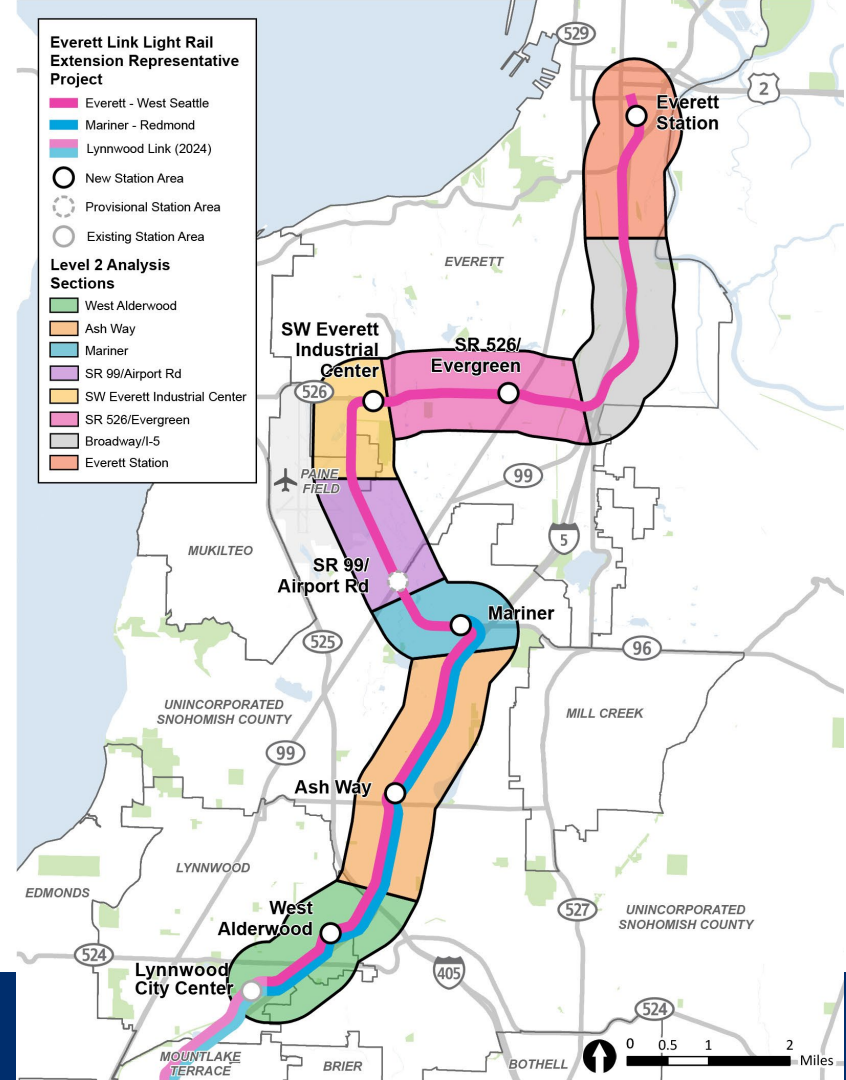 Everett Link Light Rail
Extension Representative
Project
Everett - West Seattle
Mariner - Redmond
Lynnwood Link (2024)
New Station Area
Provisional Station Area
Existing Station Area
Level 2 Analysis
Sections
West Alderwood
Ash Way
Mariner
SR 99/Airport Rd
SW Everett Industrial Center
SR 526/Evergreen
Broadway/I-5
Everett Station
529
2
Everett
Station
EVERETT
SW Everett
Industrial
Center
SR 526/
Evergreen
526
PAINE
FIELD
99
5
MUKILTEO
SR 99/
Airport Rd
Mariner
525
96
UNINCORPORATED
SNOHOMISH COUNTY
MILL CREEK
99
Ash Way
LYNNWOOD
EDMONDS
West
Alderwood
527
UNINCORPORATED
SNOHOMISH COUNTY
524
Lynnwood
City Center
405
524
MOUNTLAKE
TERRACE
BRIER
BOTHELL
0 0.5 1 2
Miles